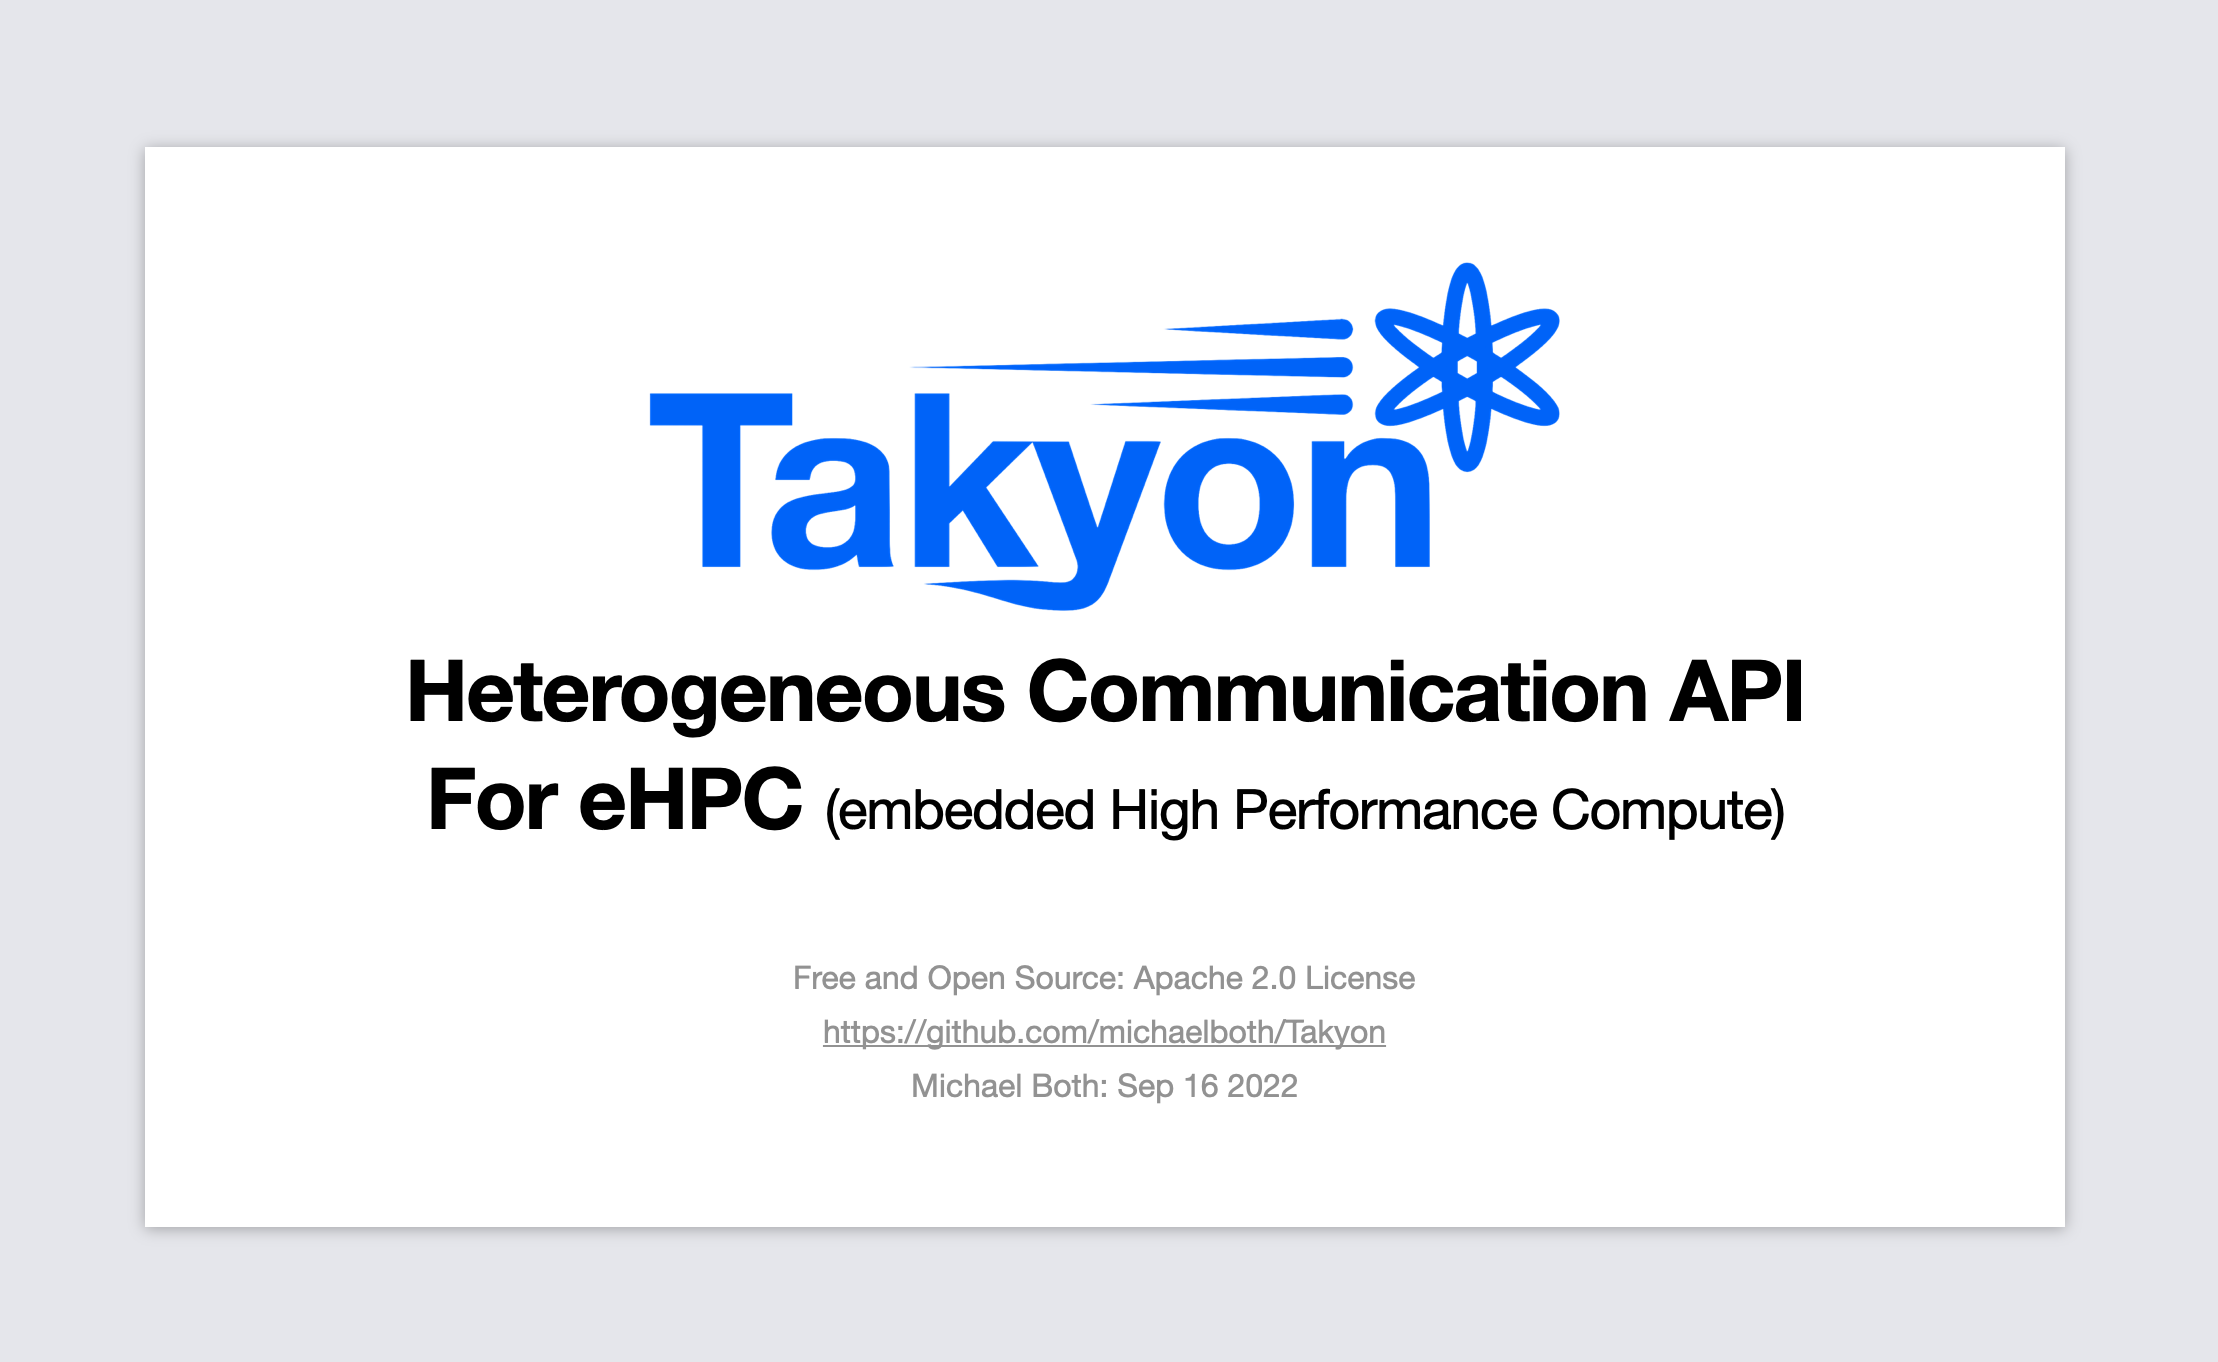 Takyon
Heterogeneous Communication API
For eHPC (embedded High Performance Compute)
Free and Open Source: Apache 2.0 License
https://github.com/michaelboth/Takyon
Michael Both: Sep 16 2022